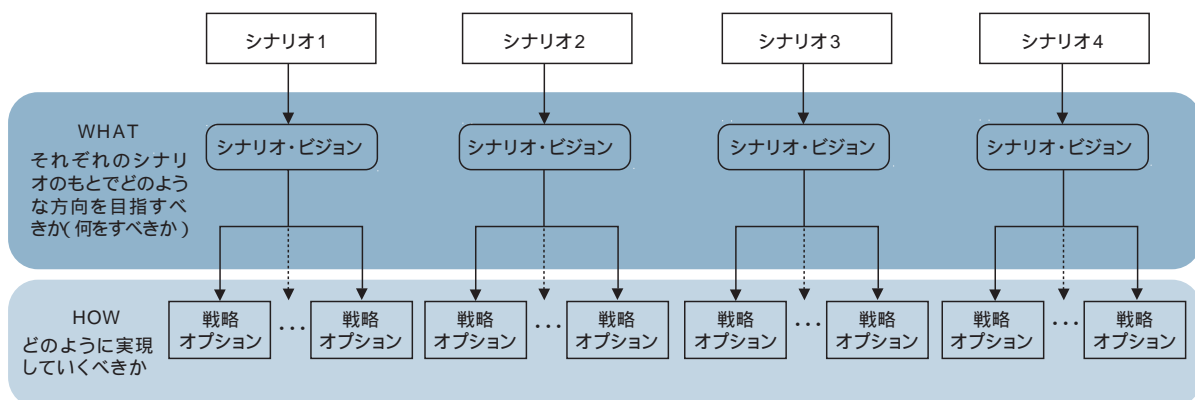 シナリオ1
シナリオ2
シナリオ3
シナリオ4
WHAT
それぞれのシナリ
オのもとでどのよう
な方向を目指すべ
きか(何をすべきか)
シナリオ・ビジョン
シナリオ・ビジョン
シナリオ・ビジョン
シナリオ・ビジョン
HOW
どのように実現
していくべきか
戦略
オプション
...
戦略
オプション
戦略
オプション
...
戦略
オプション
戦略
オプション
...
戦略
オプション
戦略
オプション
...
戦略
オプション